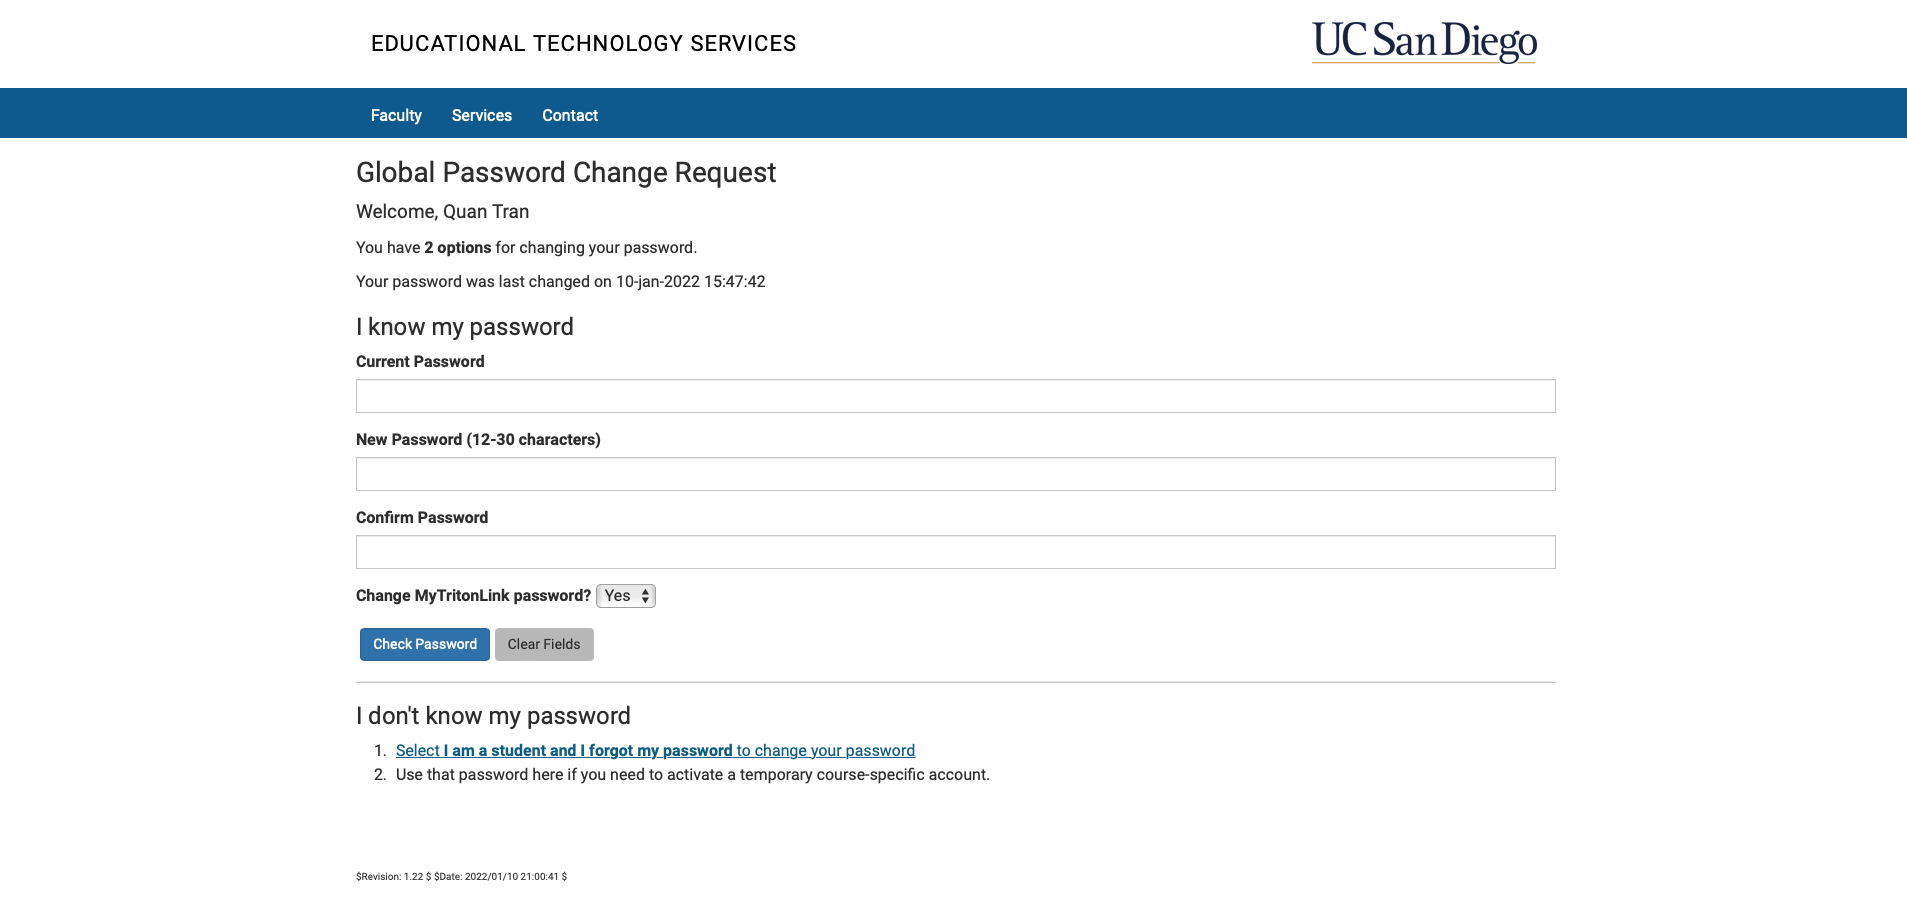 EDUCATIONAL TECHNOLOGY SERVICES
UC San Diego
Faculty Services Contact
Global Password Change Request
Welcome, Quan Tran
You have 2 options for changing your password.
Your password was last changed on 10-jan-2022 15:47:42
I know my password
Current Password
New Password (12-30 characters)
Confirm Password
Change MyTritonLink password? Yes
Check Password Clear Fields
I don't know my password
1. Select I am a student and I forgot my password to change your password
2. Use that password here if you need to activate a temporary course-specific account.
$Revision: 1.22 $ $Date: 2022/01/10 21:00:41 $